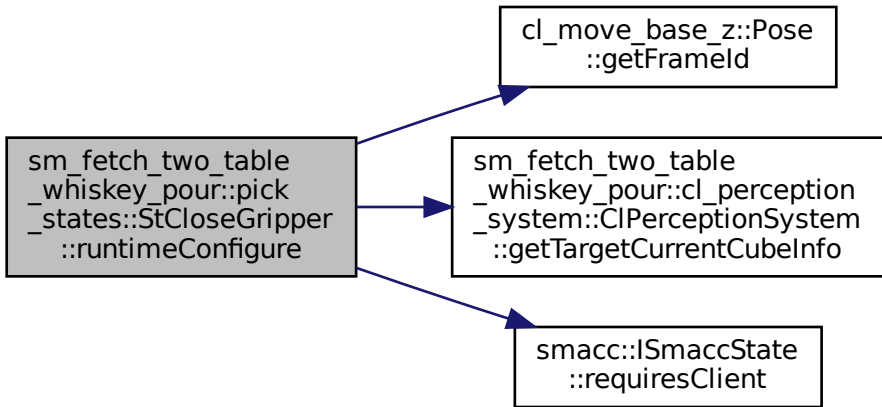 sm_fetch_two_table
_whiskey_pour::pick
_states::StCloseGripper
::runtimeConfigure
cl_move_base_z::Pose
::getFrameId
sm_fetch_two_table
_whiskey_pour::cl_perception
_system::ClPerceptionSystem
::getTargetCurrentCubeInfo
smacc::ISmaccState
::requiresClient